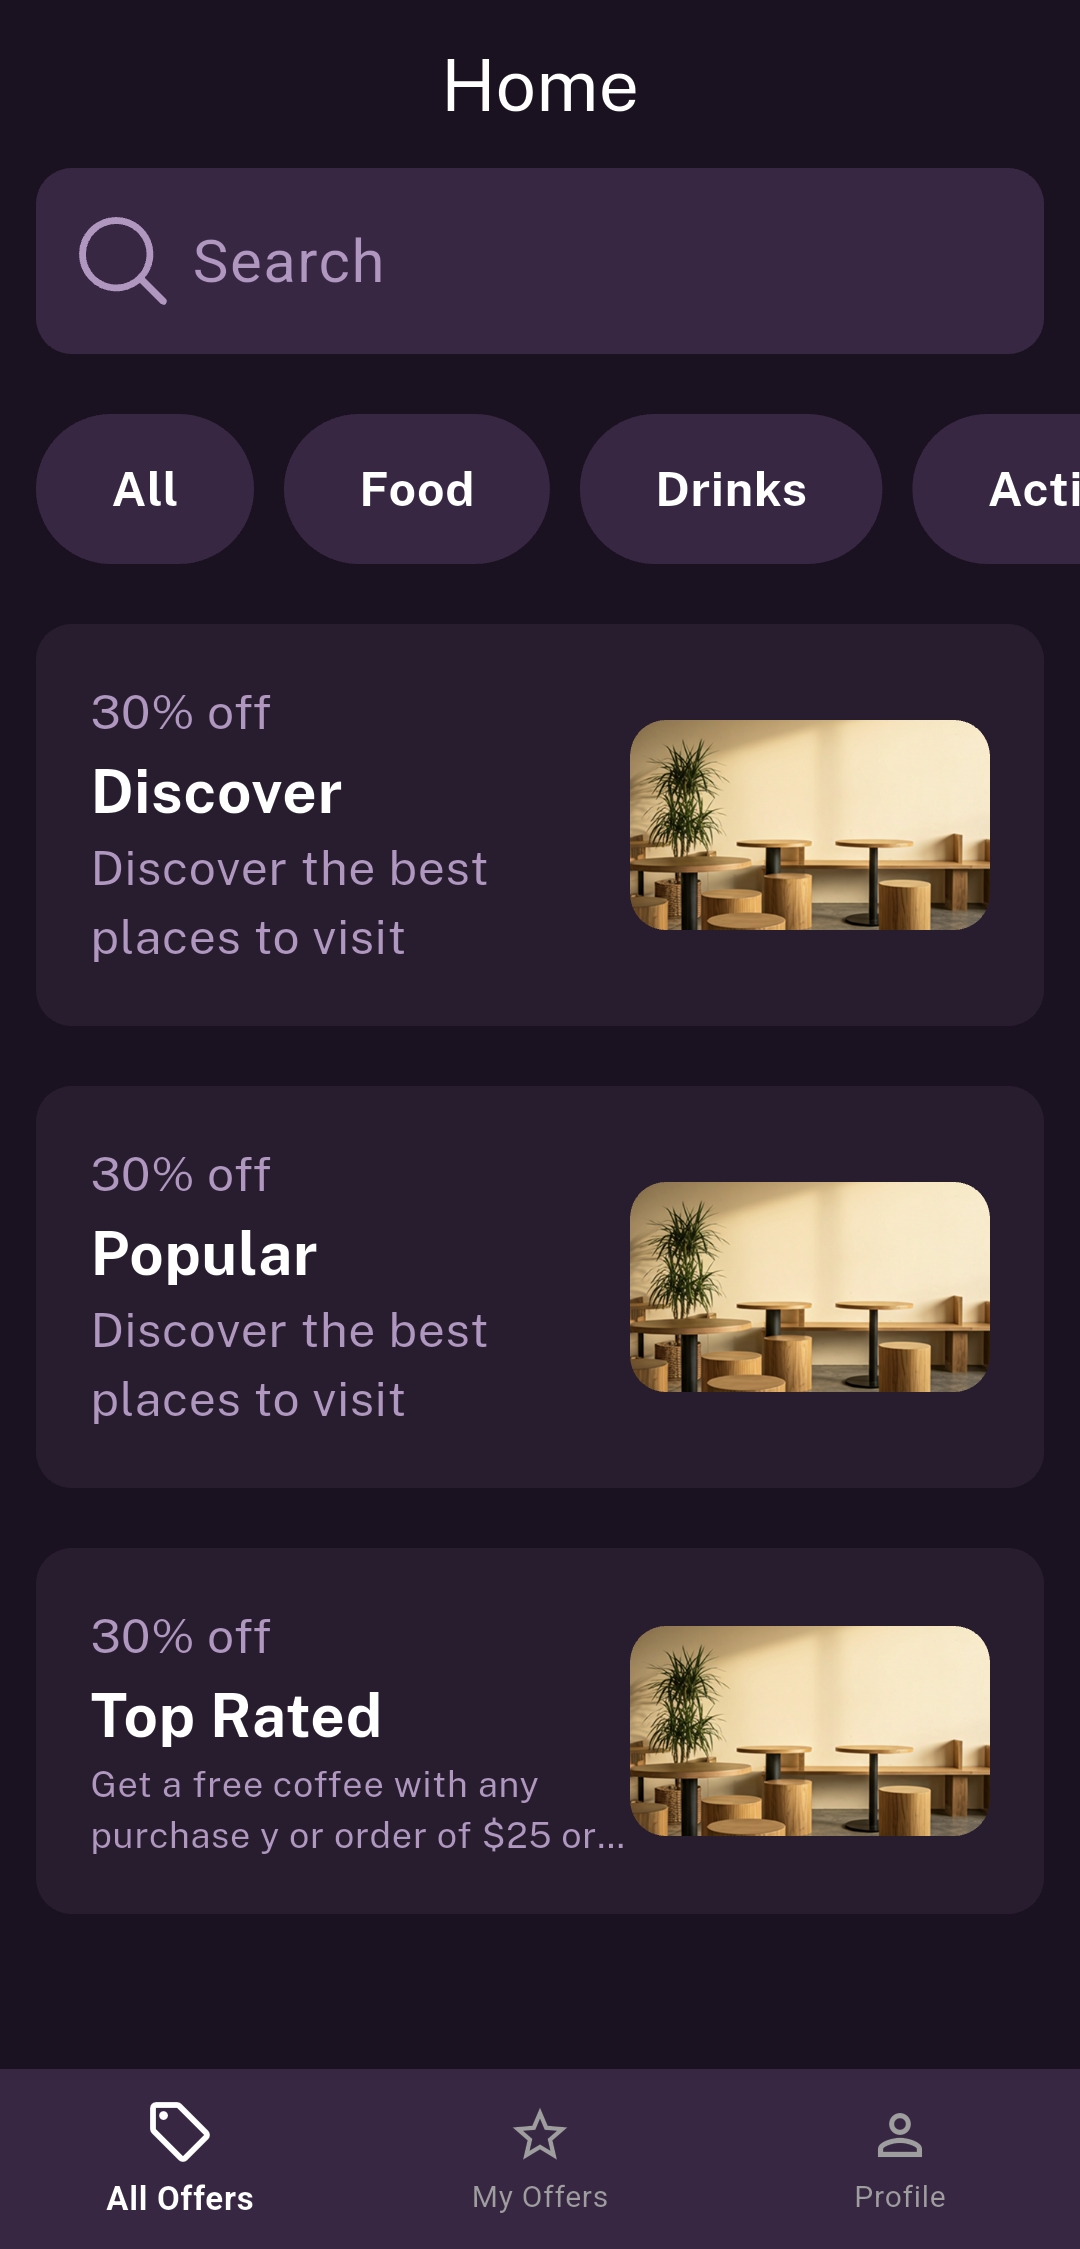 Home
Search
All
Food
Drinks
Acti
30% off
Discover
Discover the best
places to visit
30% off
Popular
Discover the best
places to visit
30% off
Top Rated
Get a free coffee with any
purchase y or order of $25 or...
All Offers
My Offers
Profile